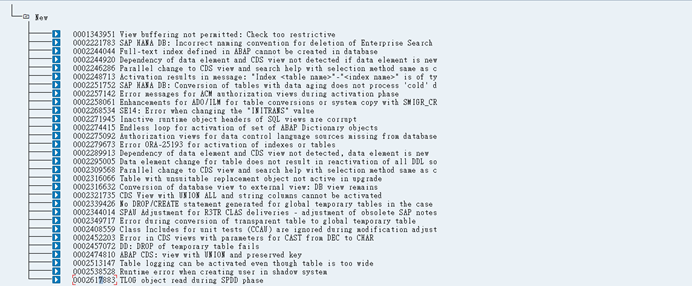 New
0001343951 View buffering not permitted: Check too restrictive
0002221783 SAP HANA DB: Incorrect naming convention for deletion of Enterprise Search
0002244044 Full-text index defined in ABAP cannot be created in database
0002244920 Dependency of data element and CDS view not detected if data element is new
0002246286 Parallel change to CDS view and search help with selection method same as c
0002248713 Activation results in message: "Index <table name>"-"<index name>" is of ty
0002251752 SAP HANA DB: Conversion of tables with data aging does not process 'cold' d
0002257142 Error messages for ACM authorization views during activation phase
0002258061 Enhancements for ADO/ILM for table conversions or system copy with SMIGR_CR
0002268534 SE14: Error when changing the "INITRANS" value
0002271945 Inactive runtime object headers of SQL views are corrupt
0002274415 Endless loop for activation of set of ABAP Dictionary objects
0002275092 Authorization views for data control language sources missing from database
0002279673 Error ORA-25193 for activation of indexes or tables
0002289913 Dependency of data element and CDS view not detected, data element is new
0002295005 Data element change for table does not result in reactivation of all DDL so
0002309568 Parallel change to CDS view and search help with selection method same as c
0002316066 Table with unsuitable replacement object not active in upgrade
0002316632 Conversion of database view to external view: DB view remains
0002321735 CDS View with UNION ALL and string columns cannot be activated
0002339426 No DROP/CREATE statement generated for global temporary tables in the case
0002344014 SPAU Adjustment for R3TR CLAS deliveries - adjustment of obsolete SAP notes
0002349717 Error during conversion of transparent table to global temporary table
0002408559 Class Includes for unit tests (CCAU) are ignored during modification adjust
0002452203 Error in CDS views with parameters for CAST from DEC to CHAR
0002457072 DD: DROP of temporary table fails
0002474810 ABAP CDS: view with UNION and preserved key
0002513147 Table logging can be activated even though table is too wide
0002538528 Runtime error when creating user in shadow system
0002617883 TLOG object read during SPDD phase